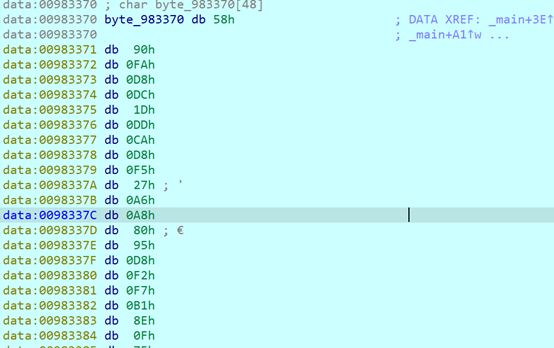 data:00983370 ; char byte_983370[48]
data:00983370 byte_983370 db 58h ; DATA XREF: _main+3E↑
data:00983370 ; _main+A1↑w ...
data:00983371 db 90h
data:00983372 db 0FAh
data:00983373 db 0D8h
data:00983374 db 0DCh
data:00983375 db 1Dh
data:00983376 db 0DDh
data:00983377 db 0CAh
data:00983378 db 0D8h
data:00983379 db 0F5h
data:0098337A db 27h ; '
data:0098337B db 0A6h
data:0098337C db 0A8h
data:0098337D db 80h ; €
data:0098337E db 95h
data:0098337F db 0D8h
data:00983380 db 0F2h
data:00983381 db 0F7h
data:00983382 db 0B1h
data:00983383 db 8Eh
data:00983384 db 0Fh